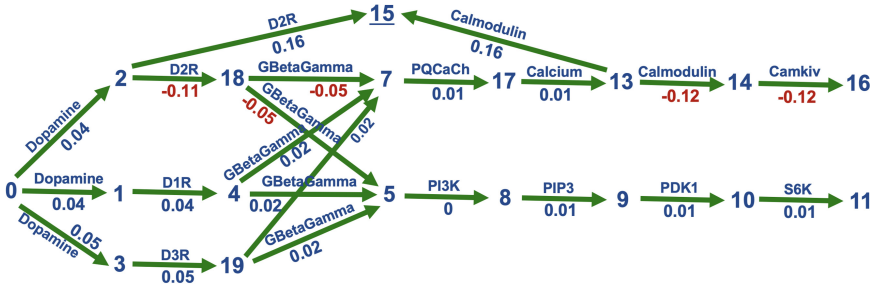 D2R
15
Calmodulin
0.16
0.16
2
D2R
18
GBetaGamma
7
PQCaCh
17
Calcium
13
Calmodulin
14
Camkiv
16
-0.11
-0.05
0.01
0.01
-0.12
-0.12
Dopamine
0.04
GBetaGamma
-0.05
GBetaGamma
0.02
0.02
0
Dopamine
1
D1R
4
GBetaGamma
5
PI3K
8
PIP3
9
PDK1
10
S6K
11
0.04
0.04
0.02
0
0.01
0.01
0.01
Dopamine
0.05
GBetaGamma
0.02
3
D3R
19
0.05